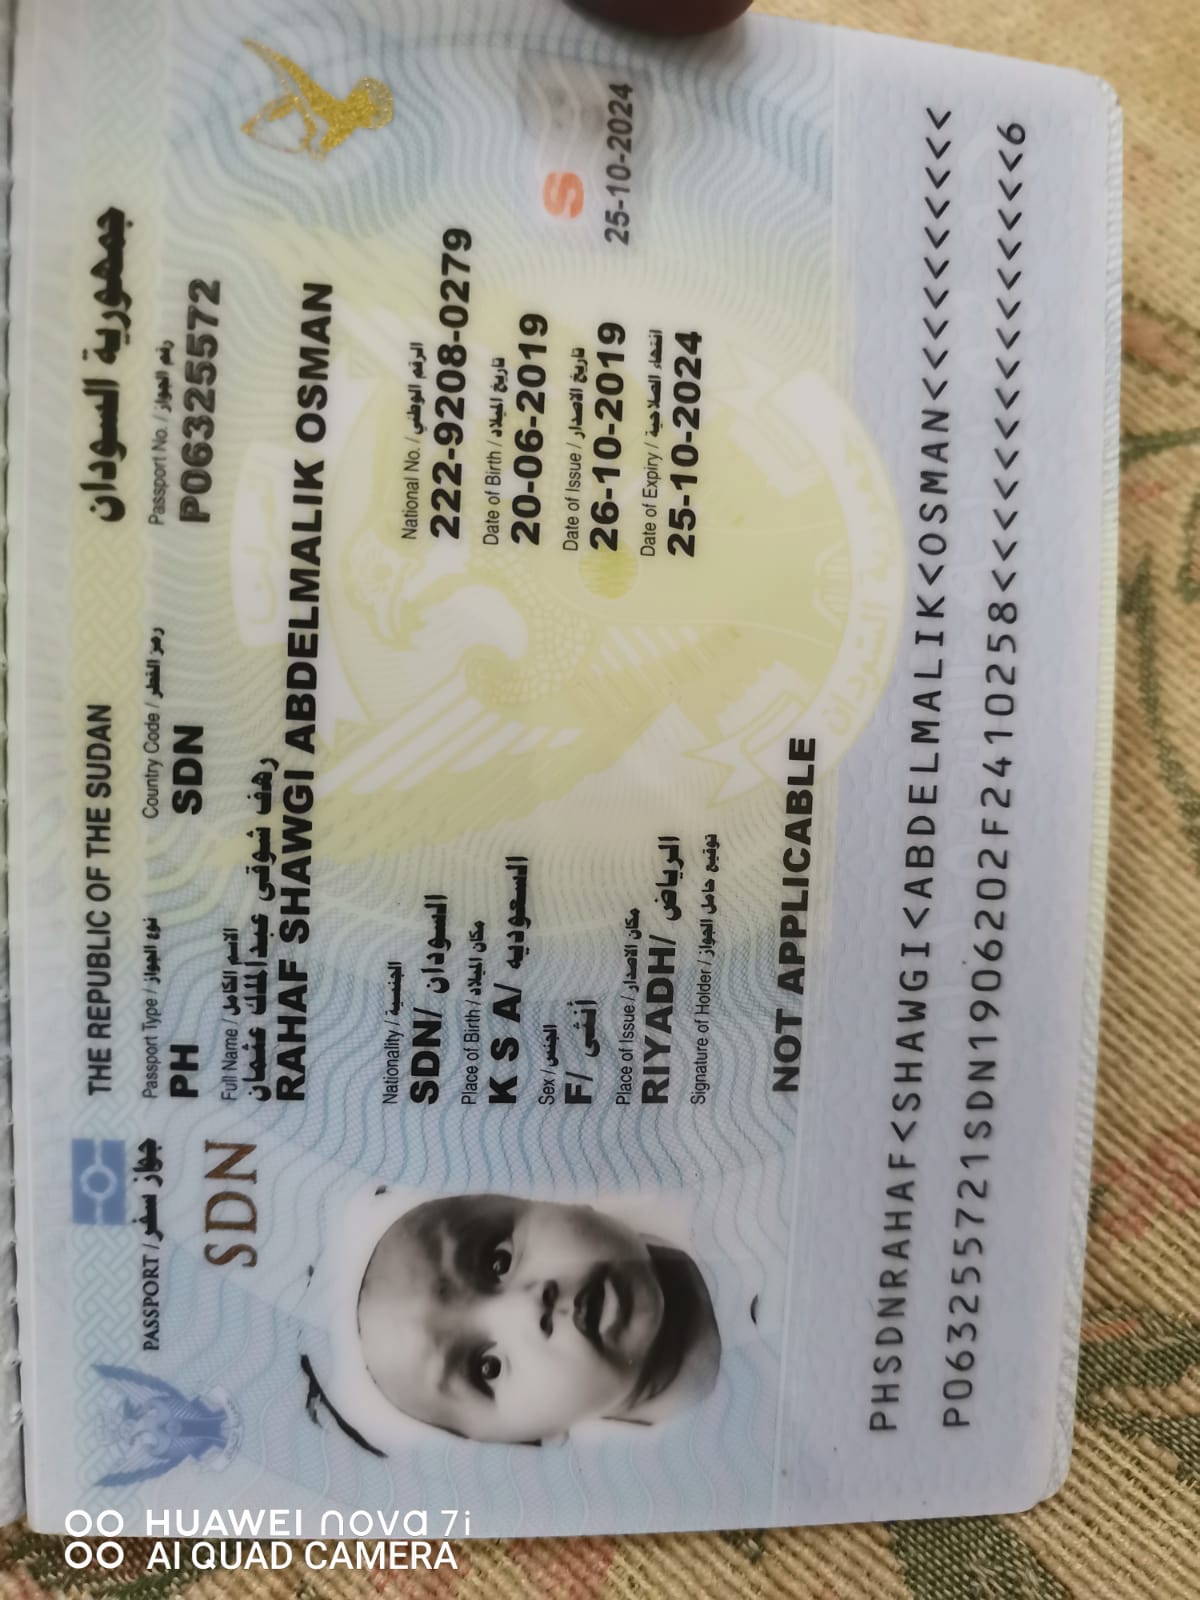 THE REPUBLIC OF THE SUDAN جمهورية السودان
PASSPORT / جواز سفر
Passport Type / نوع الجواز
PH
Country Code / رمز القطر
SDN
Passport No. / رقم الجواز
P06325572
SDN
Full Name / الاسم الكامل
رهف شوقي عبدالملك عثمان
RAHAF SHAWGI ABDELMALIK OSMAN
Nationality / الجنسية
SDN/ السودان
National No. / الرقم الوطني
222-9208-0279
Place of Birth / مكان الميلاد
K S A/ السعوديه
Date of Birth / تاريخ الميلاد
20-06-2019
Sex / الجنس
F/ أنثى
Date of Issue / تاريخ الاصدار
26-10-2019
S
25-10-2024
Place of Issue / مكان الاصدار
RIYADH/ الرياض
Date of Expiry / انتهاء الصلاحية
25-10-2024
Signature of Holder / توقيع حامل الجواز
NOT APPLICABLE
جمهورية السودان
PHSDNRAHAF<SHAWGI<ABDELMALIK<OSMAN<<<<<<<<<<
P063255721SDN1906202F2410258<<<<<<<<<<<<<<<6
HUAWEI nova 7i
AI QUAD CAMERA